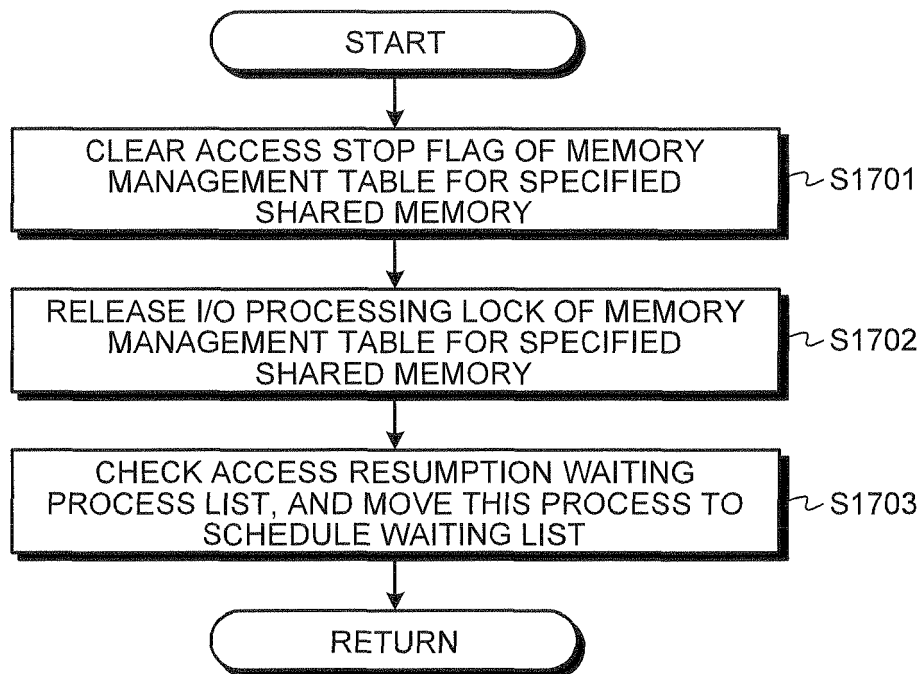 START
CLEAR ACCESS STOP FLAG OF MEMORY
MANAGEMENT TABLE FOR SPECIFIED
SHARED MEMORY
S1701
RELEASE I/O PROCESSING LOCK OF MEMORY
MANAGEMENT TABLE FOR SPECIFIED
SHARED MEMORY
S1702
CHECK ACCESS RESUMPTION WAITING
PROCESS LIST, AND MOVE THIS PROCESS TO
SCHEDULE WAITING LIST
S1703
RETURN